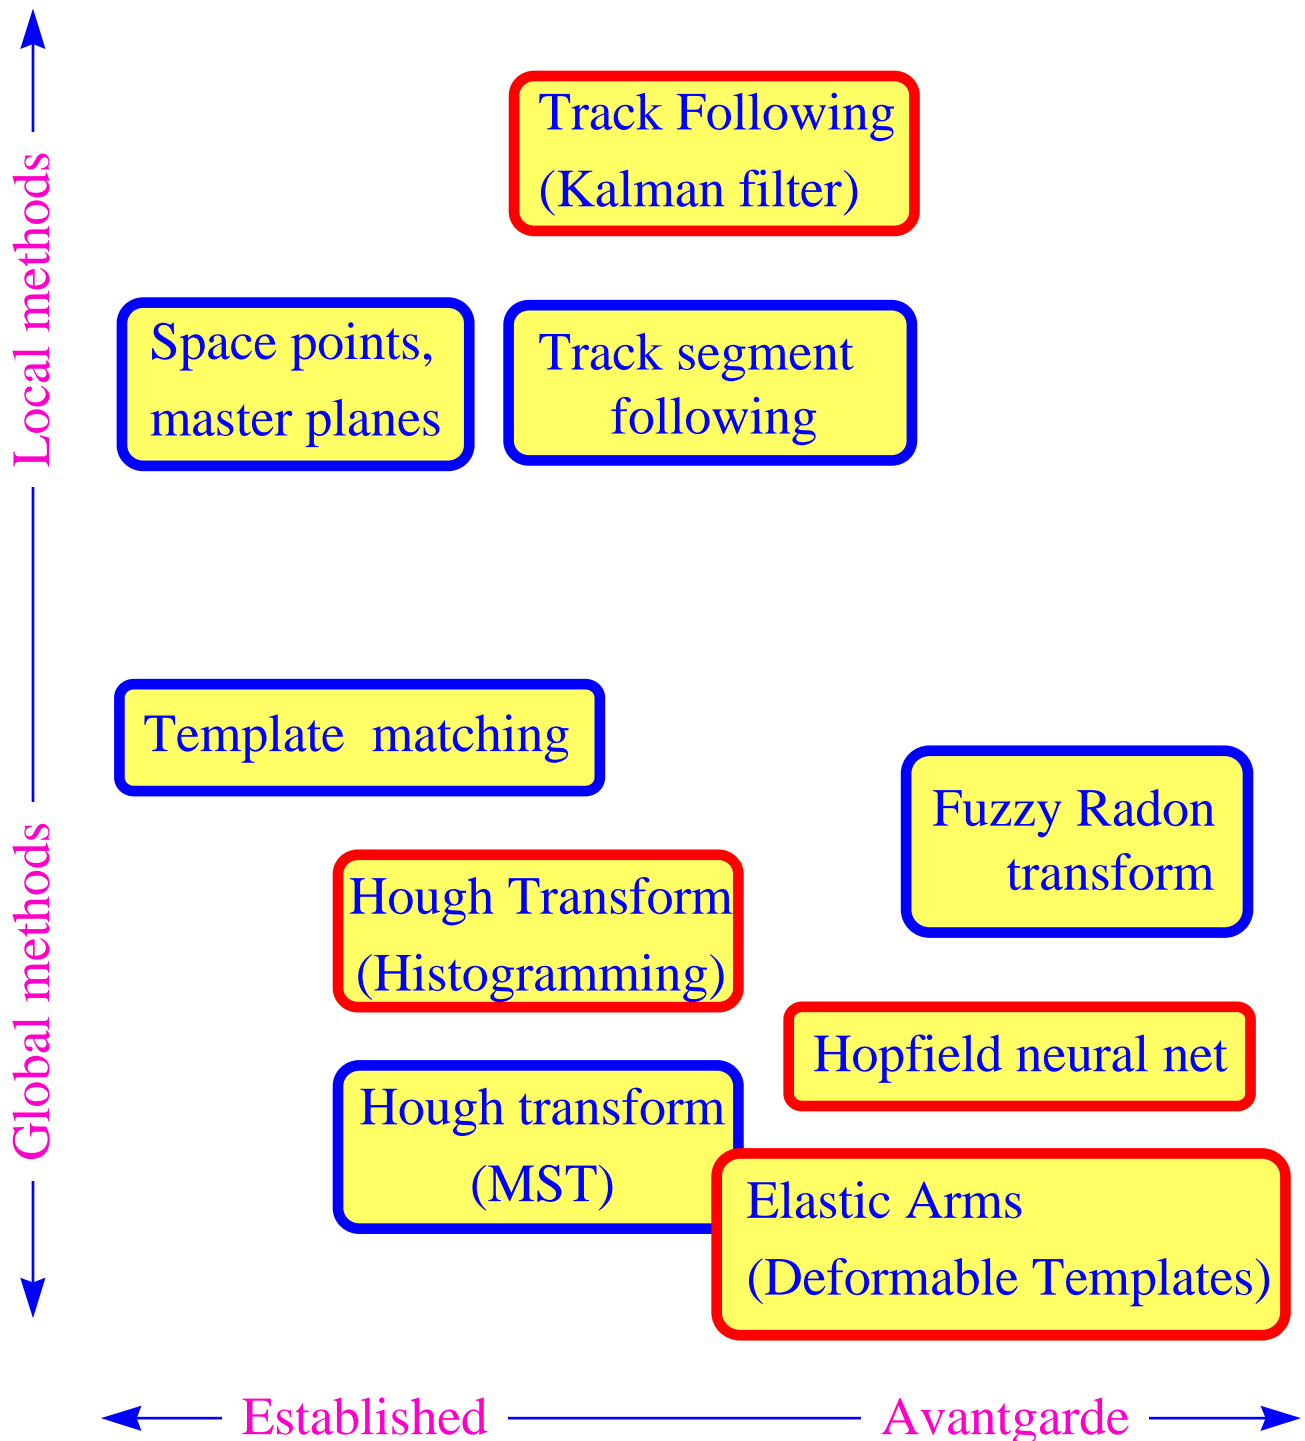 Local methods
Global methods
Track Following
(Kalman filter)
Space points,
master planes
Track segment
following
Template matching
Fuzzy Radon
transform
Hough Transform
(Histogramming)
Hopfield neural net
Hough transform
(MST)
Elastic Arms
(Deformable Templates)
Established
Avantgarde